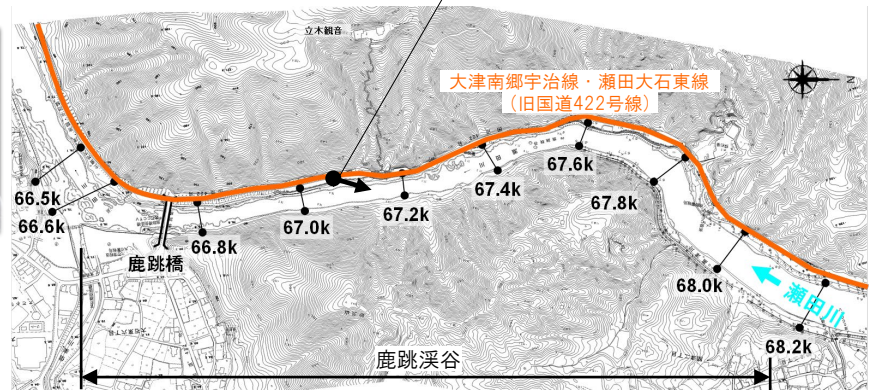 立木観音
大津南郷宇治線・瀬田大石東線
（旧国道422号線）
N
66.5k
66.6k
鹿跳橋
66.8k
67.0k
67.2k
67.4k
67.6k
67.8k
68.0k
瀬田川
68.2k
鹿跳渓谷